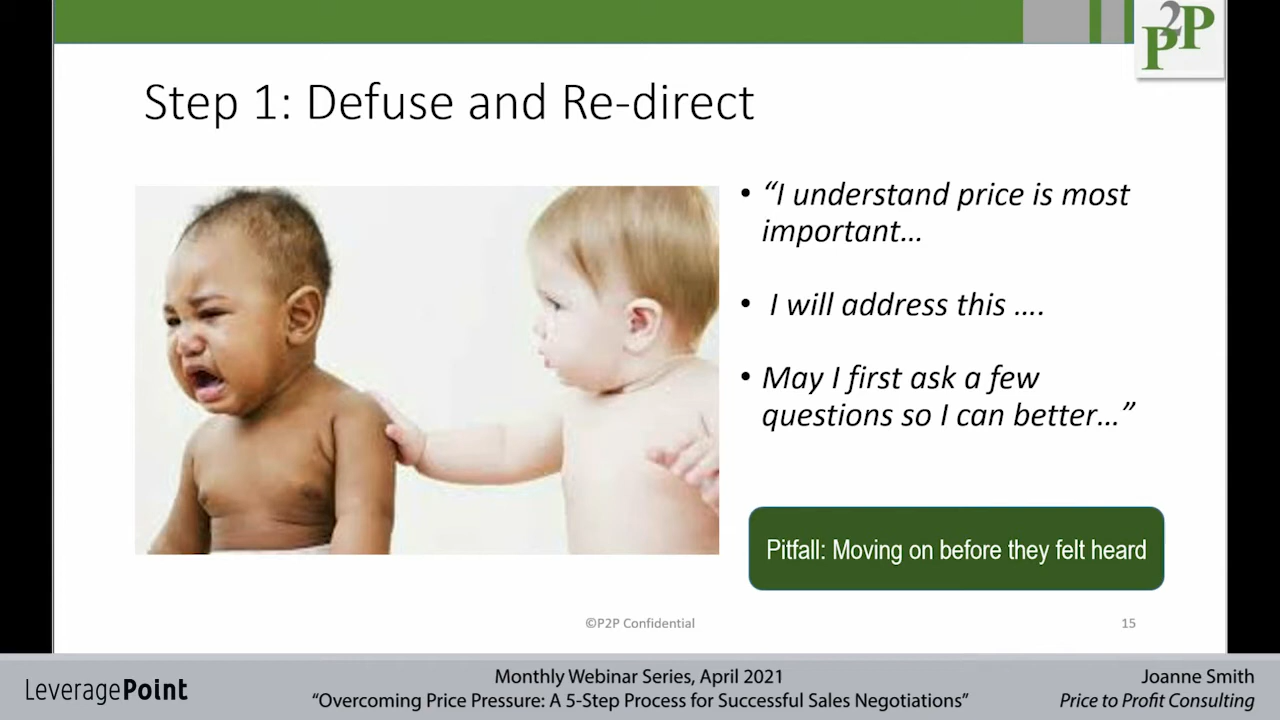 P2P
Step 1: Defuse and Re-direct
• “I understand price is most
important…
• I will address this ….
• May I first ask a few
questions so I can better…”
Pitfall: Moving on before they felt heard
©P2P Confidential
15
LeveragePoint
Monthly Webinar Series, April 2021
“Overcoming Price Pressure: A 5-Step Process for Successful Sales Negotiations”
Joanne Smith
Price to Profit Consulting